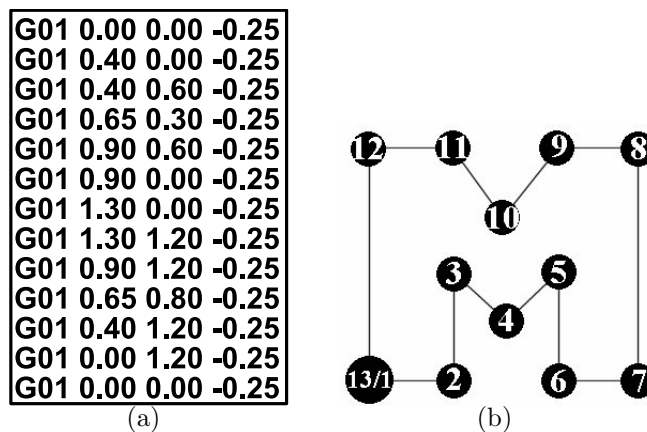 G01 0.00 0.00 -0.25
G01 0.40 0.00 -0.25
G01 0.40 0.60 -0.25
G01 0.65 0.30 -0.25
G01 0.90 0.60 -0.25
G01 0.90 0.00 -0.25
G01 1.30 0.00 -0.25
G01 1.30 1.20 -0.25
G01 0.90 1.20 -0.25
G01 0.65 0.80 -0.25
G01 0.40 1.20 -0.25
G01 0.00 1.20 -0.25
G01 0.00 0.00 -0.25
(a)
12 11 9 8
10
3 5
4
13/1 2 6 7
(b)